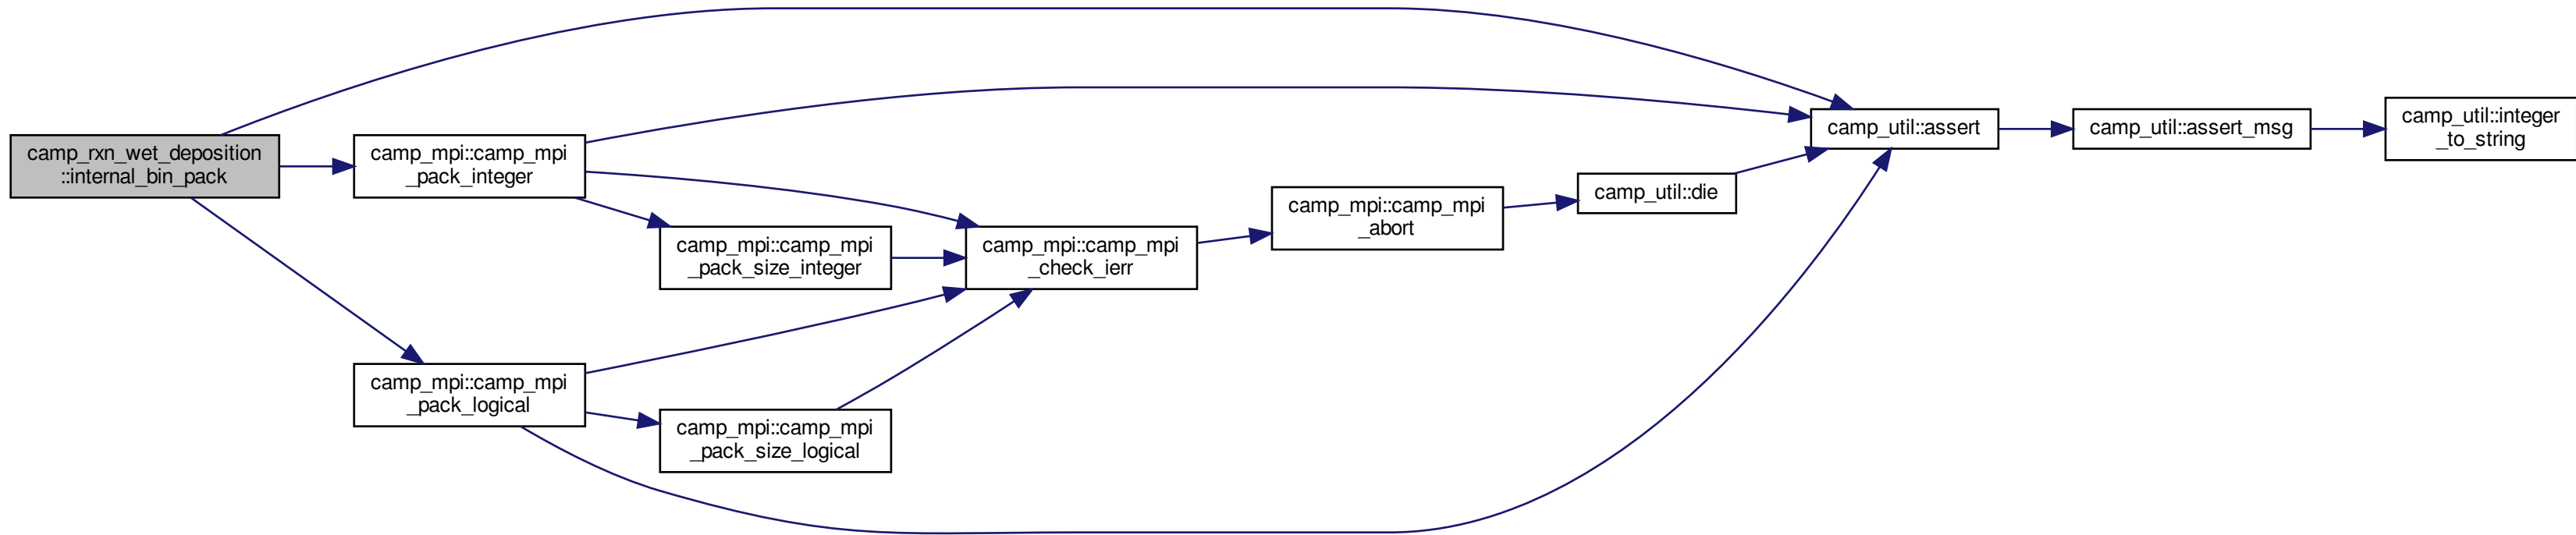 camp_rxn_wet_deposition
::internal_bin_pack
camp_mpi::camp_mpi
_pack_integer
camp_mpi::camp_mpi
_pack_size_integer
camp_mpi::camp_mpi
_check_ierr
camp_mpi::camp_mpi
_abort
camp_util::die
camp_util::assert
camp_util::assert_msg
camp_util::integer
_to_string
camp_mpi::camp_mpi
_pack_logical
camp_mpi::camp_mpi
_pack_size_logical